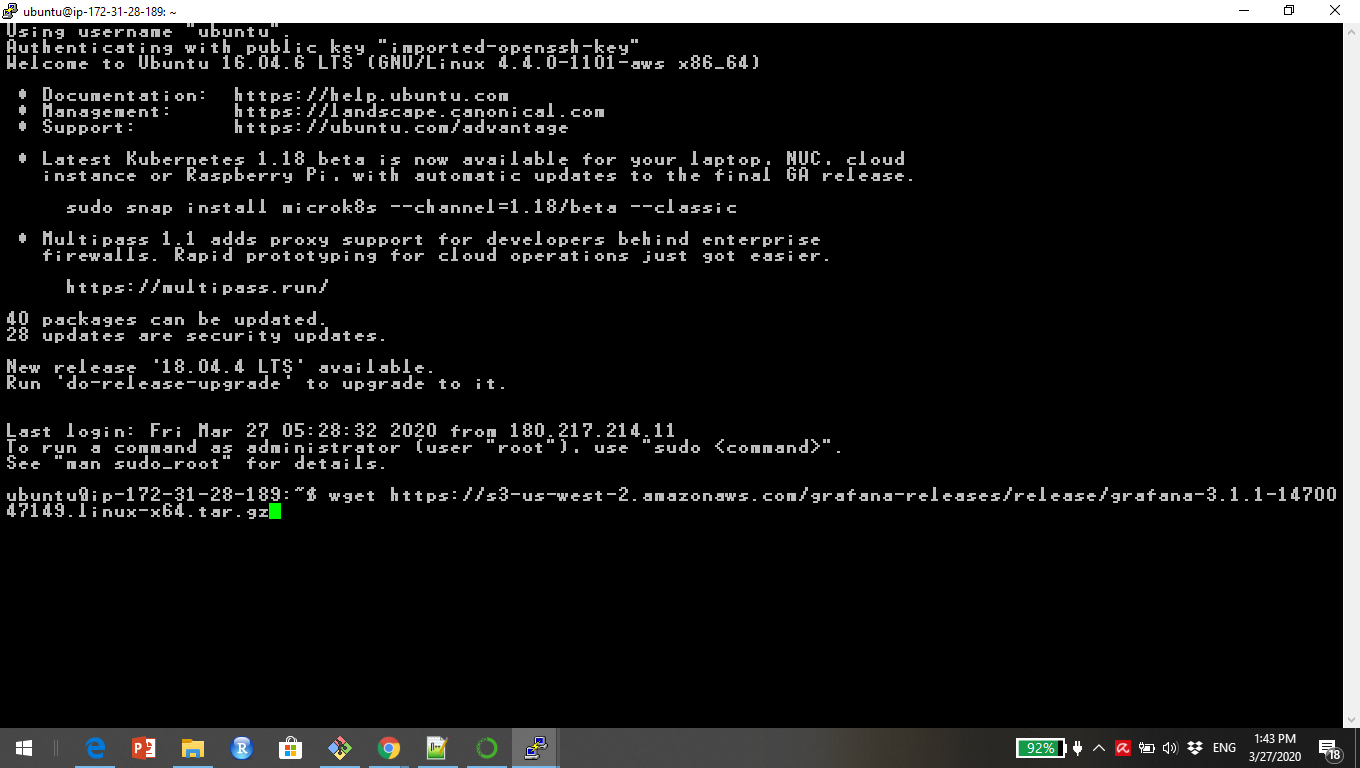 ubuntu@ip-172-31-28-189: ~
Using username "ubuntu".
Authenticating with public key "imported-openssh-key"
Welcome to Ubuntu 16.04.6 LTS (GNU/Linux 4.4.0-1101-aws x86_64)
* Documentation:  https://help.ubuntu.com
* Management:     https://landscape.canonical.com
* Support:        https://ubuntu.com/advantage
* Latest Kubernetes 1.18 beta is now available for your laptop, NUC, cloud
instance or Raspberry Pi, with automatic updates to the final GA release.
sudo snap install microk8s --channel=1.18/beta --classic
* Multipass 1.1 adds proxy support for developers behind enterprise
firewalls. Rapid prototyping for cloud operations just got easier.
https://multipass.run/
40 packages can be updated.
28 updates are security updates.
New release '18.04.4 LTS' available.
Run 'do-release-upgrade' to upgrade to it.
Last login: Fri Mar 27 05:28:32 2020 from 180.217.214.11
To run a command as administrator (user "root"), use "sudo <command>".
See "man sudo_root" for details.
ubuntu@ip-172-31-28-189:~$ wget https://s3-us-west-2.amazonaws.com/grafana-releases/release/grafana-3.1.1-14700
47149.linux-x64.tar.gz
92%
ENG
1:43 PM
3/27/2020
18